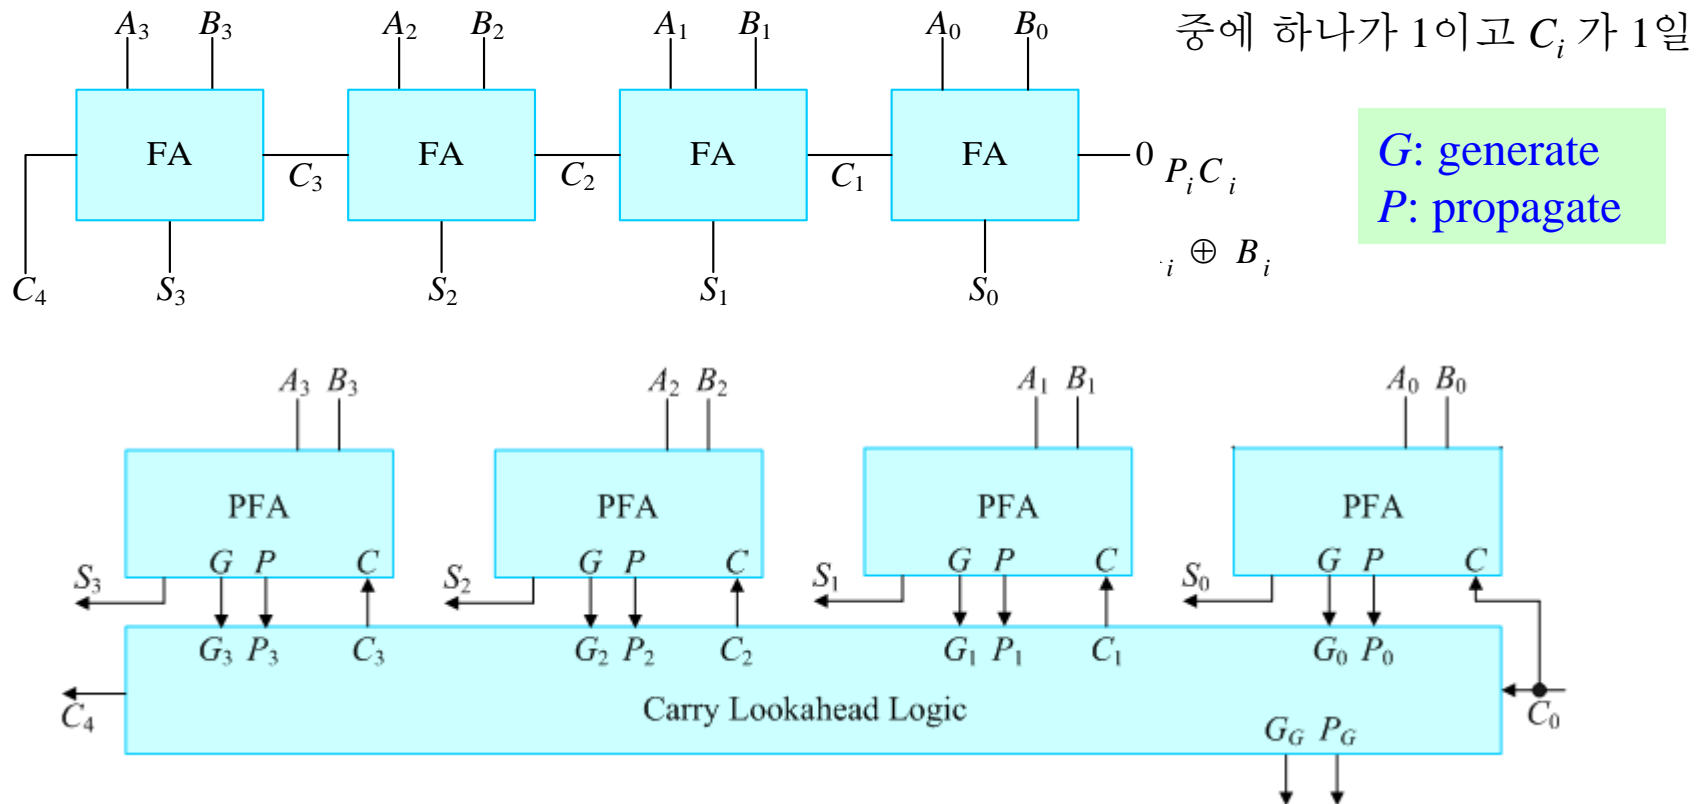 A₃ B₃ A₂ B₂ A₁ B₁ A₀ B₀
중에 하나가 1이고 Cᵢ 가 1일
FA FA FA FA
C₃ C₂ C₁ 0
PᵢCᵢ
G: generate
P: propagate
ᵢ ⊕ Bᵢ
C₄ S₃ S₂ S₁ S₀
A₃ B₃ A₂ B₂ A₁ B₁ A₀ B₀
PFA PFA PFA PFA
G P C G P C G P C G P C
S₃ S₂ S₁ S₀
G₃ P₃ C₃ G₂ P₂ C₂ G₁ P₁ C₁ G₀ P₀
C₄ Carry Lookahead Logic C₀
G_G P_G